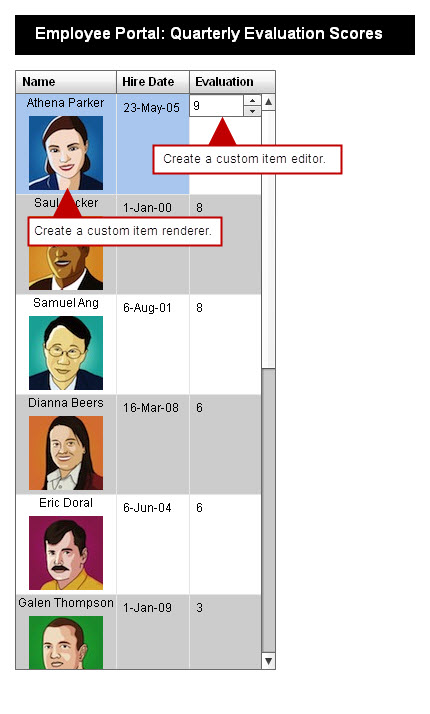 Employee Portal: Quarterly Evaluation Scores
Name Hire Date Evaluation
Athena Parker 23-May-05 9
Create a custom item editor.
Saul 1-Jan-00 8
Create a custom item renderer.
Samuel Ang 6-Aug-01 8
Dianna Beers 16-Mar-08 6
Eric Doral 6-Jun-04 6
Galen Thompson 1-Jan-09 3